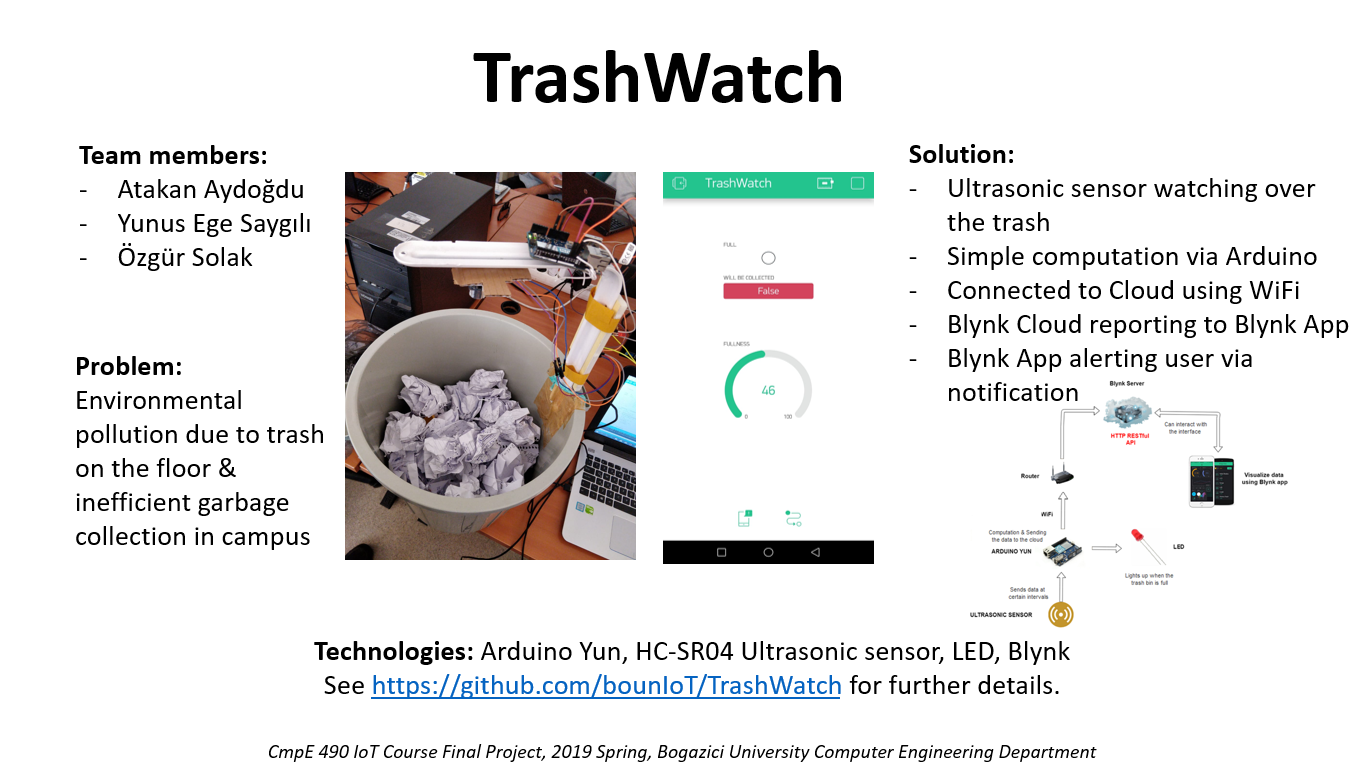 TrashWatch
Team members:
- Atakan Aydoğdu
- Yunus Ege Saygılı
- Özgür Solak
Problem:
Environmental
pollution due to trash
on the floor &
inefficient garbage
collection in campus
TrashWatch
FULL
WILL BE COLLECTED
False
FULLNESS
46
0
100
Solution:
- Ultrasonic sensor watching over
the trash
- Simple computation via Arduino
- Connected to Cloud using WiFi
- Blynk Cloud reporting to Blynk App
- Blynk App alerting user via
notification
Blynk Server
HTTP RESTful
API
Can interact with
the interface
Router
Visualize data
using Blynk app
WiFi
Computation & Sending
the data to the cloud
ARDUINO YUN
LED
Lights up when the
trash bin is full
Sends data at
certain intervals
ULTRASONIC SENSOR
Technologies: Arduino Yun, HC-SR04 Ultrasonic sensor, LED, Blynk
See https://github.com/bounIoT/TrashWatch for further details.
CmpE 490 IoT Course Final Project, 2019 Spring, Bogazici University Computer Engineering Department